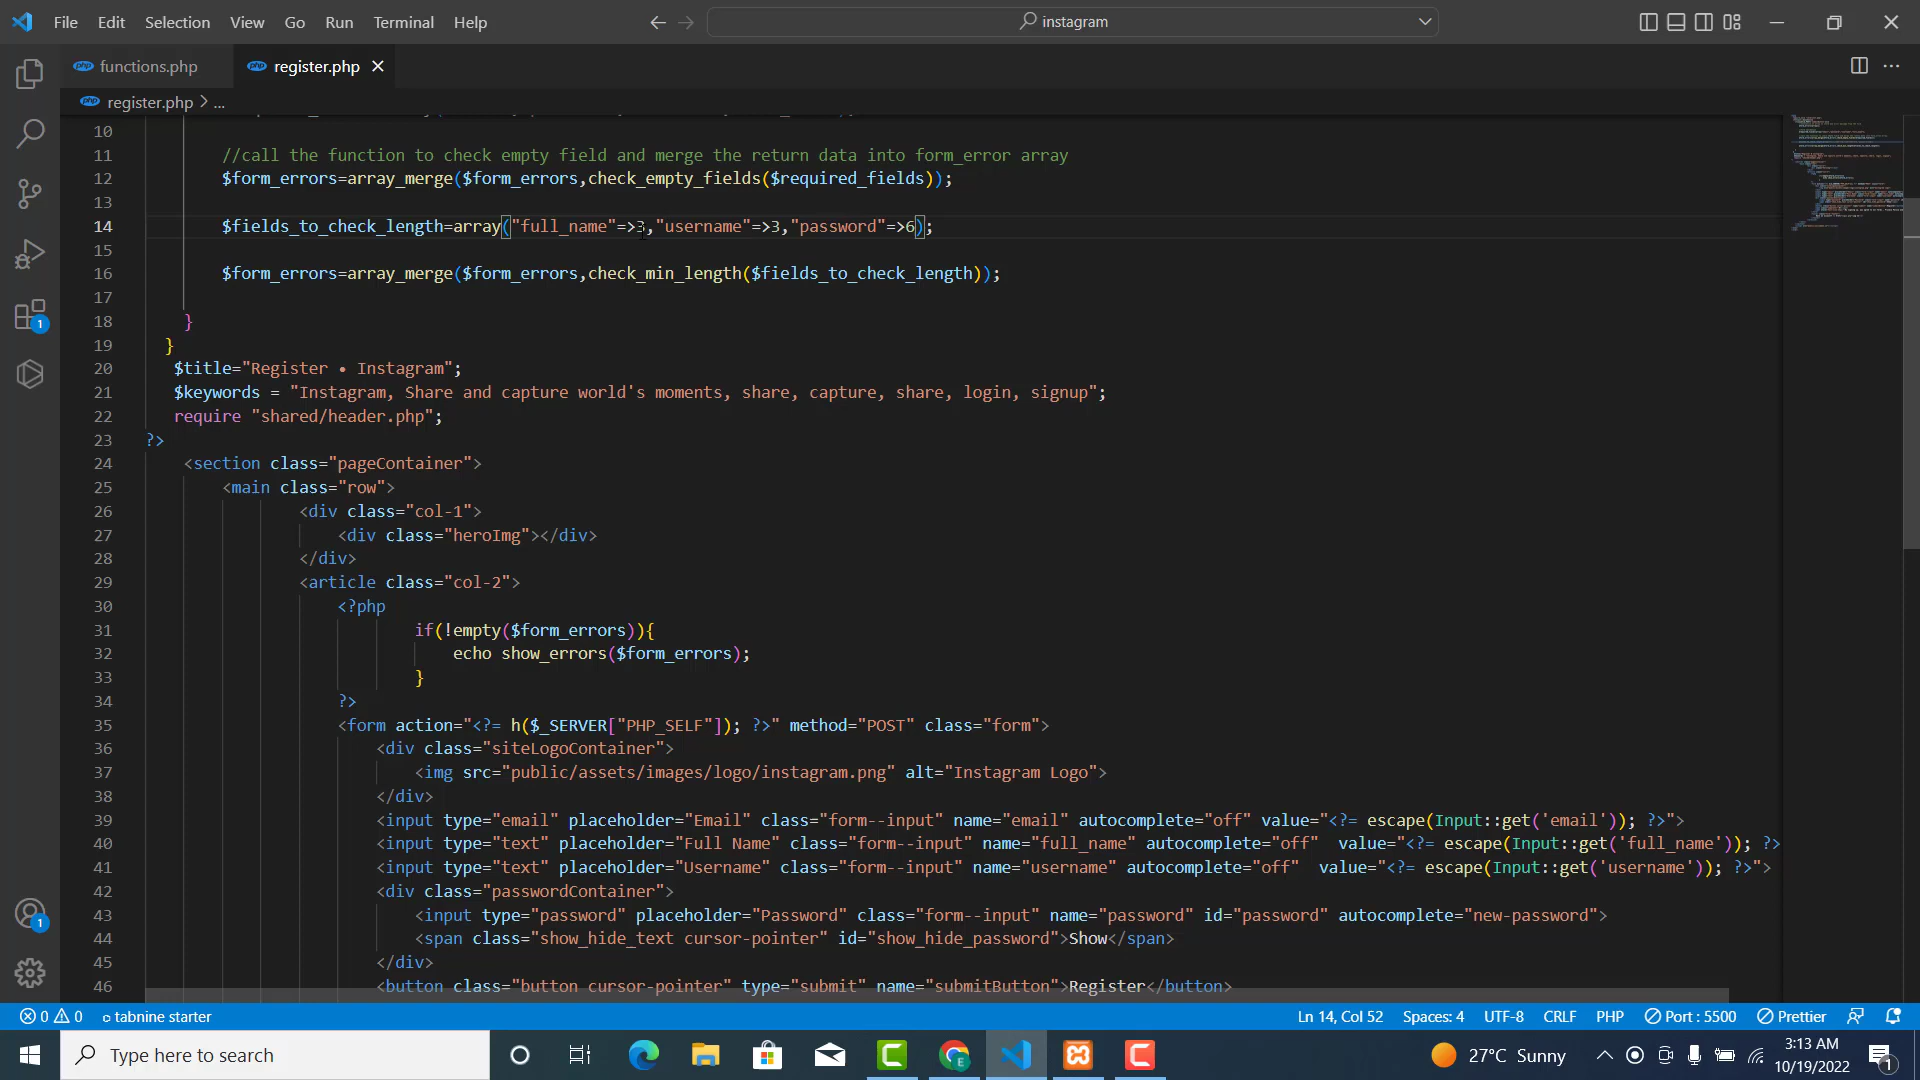 File Edit Selection View Go Run Terminal Help
instagram
functions.php
register.php
register.php > ...
10
11 //call the function to check empty field and merge the return data into form_error array
12 $form_errors=array_merge($form_errors,check_empty_fields($required_fields));
13
14 $fields_to_check_length=array("full_name"=>3,"username"=>3,"password"=>6);
15
16 $form_errors=array_merge($form_errors,check_min_length($fields_to_check_length));
17
18 }
19 }
20 $title="Register • Instagram";
21 $keywords = "Instagram, Share and capture world's moments, share, capture, share, login, signup";
22 require "shared/header.php";
23 ?>
24 <section class="pageContainer">
25 <main class="row">
26 <div class="col-1">
27 <div class="heroImg"></div>
28 </div>
29 <article class="col-2">
30 <?php
31 if(!empty($form_errors)){
32 echo show_errors($form_errors);
33 }
34 ?>
35 <form action="<?= h($_SERVER["PHP_SELF"]); ?>" method="POST" class="form">
36 <div class="siteLogoContainer">
37 <img src="public/assets/images/logo/instagram.png" alt="Instagram Logo">
38 </div>
39 <input type="email" placeholder="Email" class="form--input" name="email" autocomplete="off" value="<?= escape(Input::get('email')); ?>">
40 <input type="text" placeholder="Full Name" class="form--input" name="full_name" autocomplete="off"  value="<?= escape(Input::get('full_name')); ?>
41 <input type="text" placeholder="Username" class="form--input" name="username" autocomplete="off"  value="<?= escape(Input::get('username')); ?>">
42 <div class="passwordContainer">
43 <input type="password" placeholder="Password" class="form--input" name="password" id="password" autocomplete="new-password">
44 <span class="show_hide_text cursor-pointer" id="show_hide_password">Show</span>
45 </div>
46 <button class="button cursor-pointer" type="submit" name="submitButton">Register</button>
1
1
0 0 tabnine starter
Ln 14, Col 52 Spaces: 4 UTF-8 CRLF PHP Port : 5500 Prettier
Type here to search
27°C Sunny
3:13 AM
10/19/2022
1